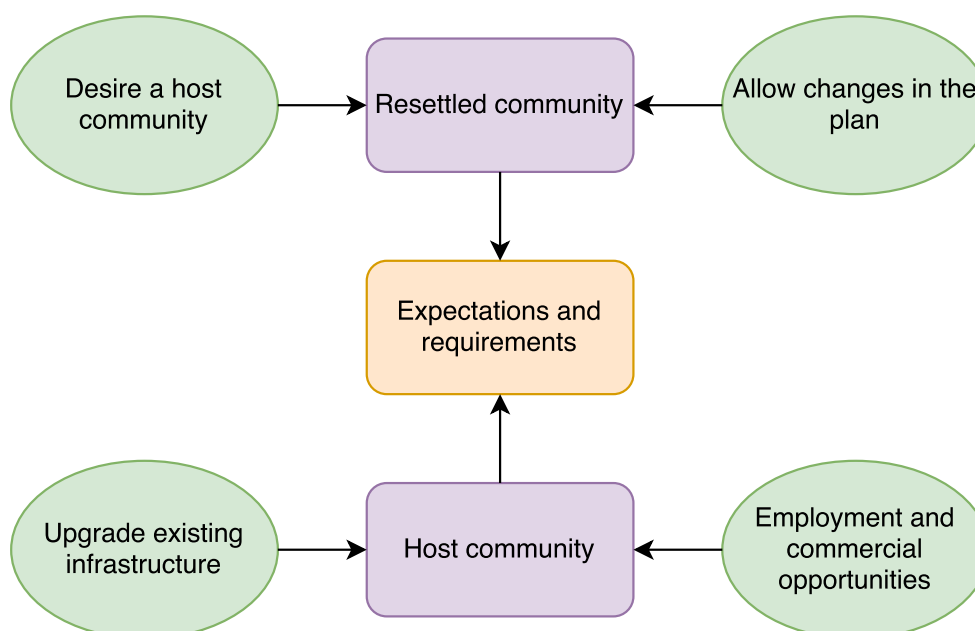 Desire a host
community
Resettled community
Allow changes in the
plan
Expectations and
requirements
Upgrade existing
infrastructure
Host community
Employment and
commercial
opportunities